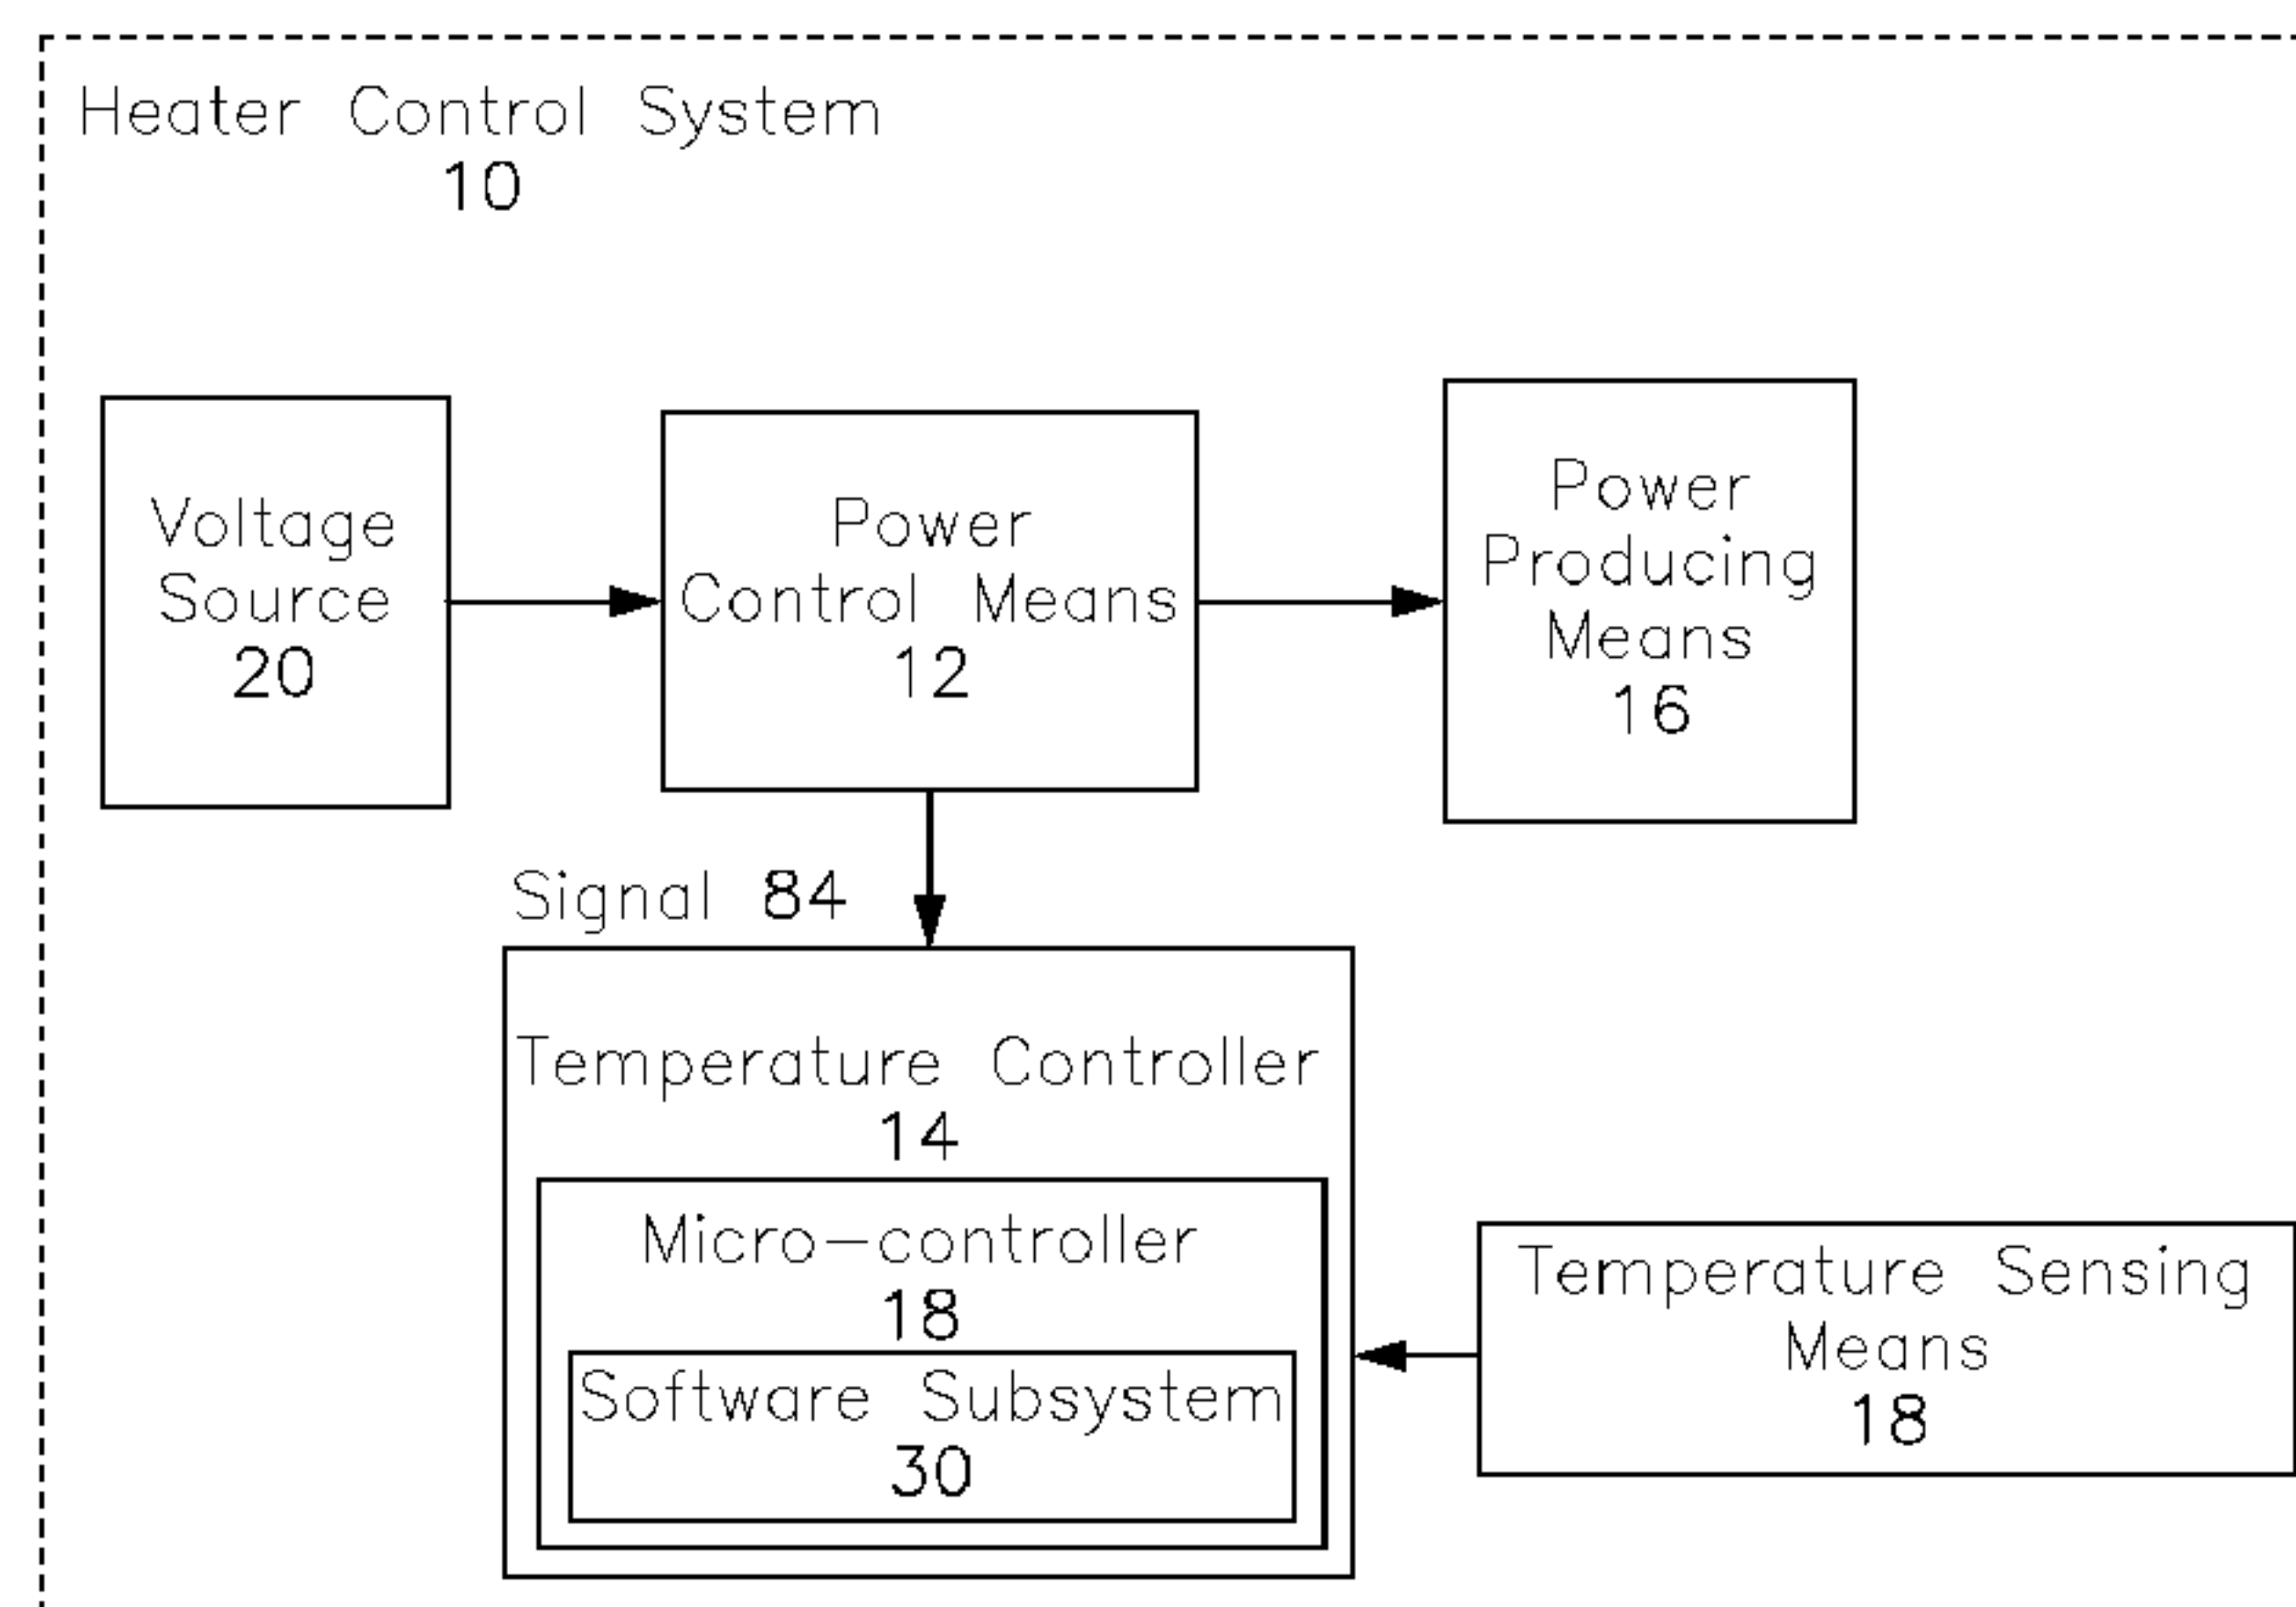 Heater Control System
10
Voltage
Source
20
Power
Control Means
12
Power
Producing
Means
16
Signal 84
Temperature Controller
14
Micro-controller
18
Software Subsystem
30
Temperature Sensing
Means
18